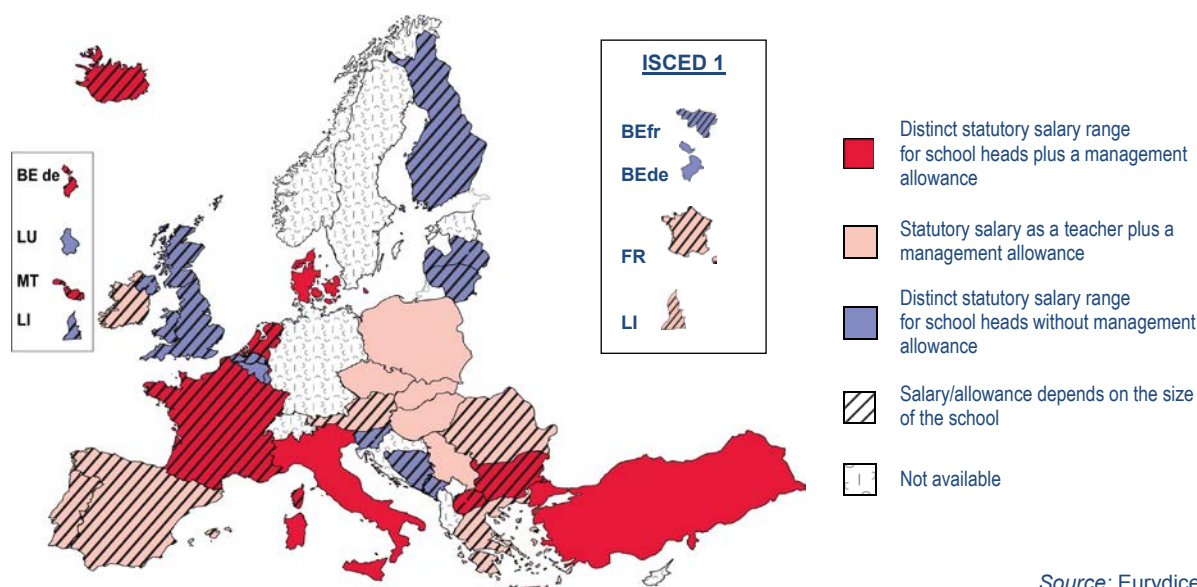 BE de
LU
MT
LI
ISCED 1
BEfr
BEde
FR
LI
Distinct statutory salary range
for school heads plus a management
allowance
Statutory salary as a teacher plus a
management allowance
Distinct statutory salary range
for school heads without management
allowance
Salary/allowance depends on the size
of the school
Not available
Source: Eurydice